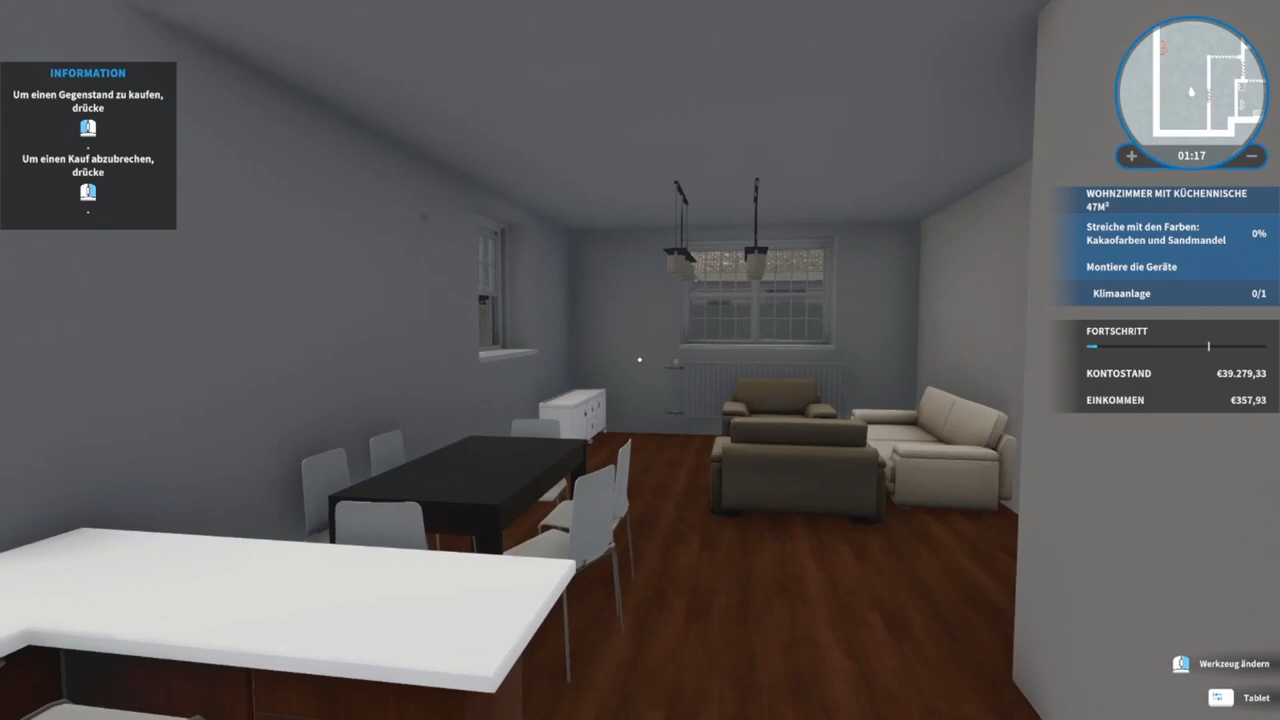 INFORMATION
Um einen Gegenstand zu kaufen,
drücke
.
Um einen Kauf abzubrechen,
drücke
.
01:17
WOHNZIMMER MIT KÜCHENNISCHE
47M²
Streiche mit den Farben:
Kakaofarben und Sandmandel
0%
Montiere die Geräte
Klimaanlage 0/1
FORTSCHRITT
KONTOSTAND €39.279,33
EINKOMMEN €357,93
Werkzeug ändern
Tablet